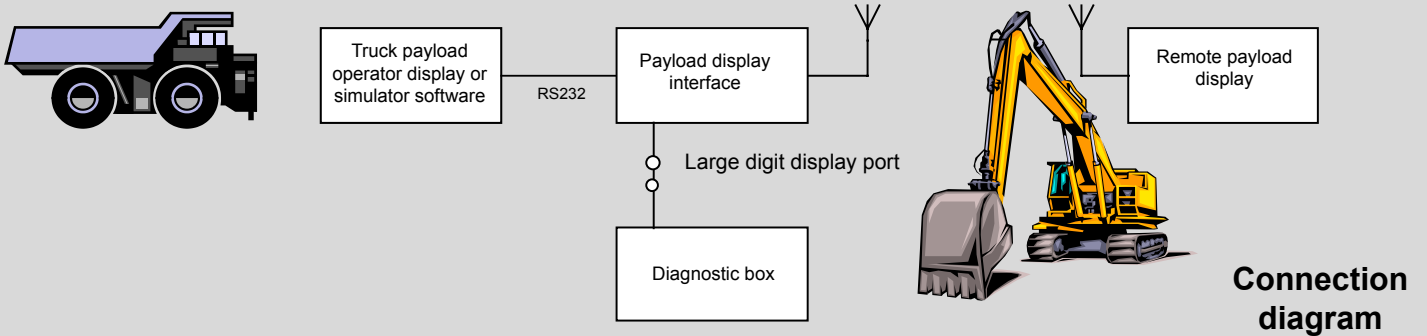 Truck payload
operator display or
simulator software
RS232
Payload display
interface
Remote payload
display
Large digit display port
Diagnostic box
Connection
diagram